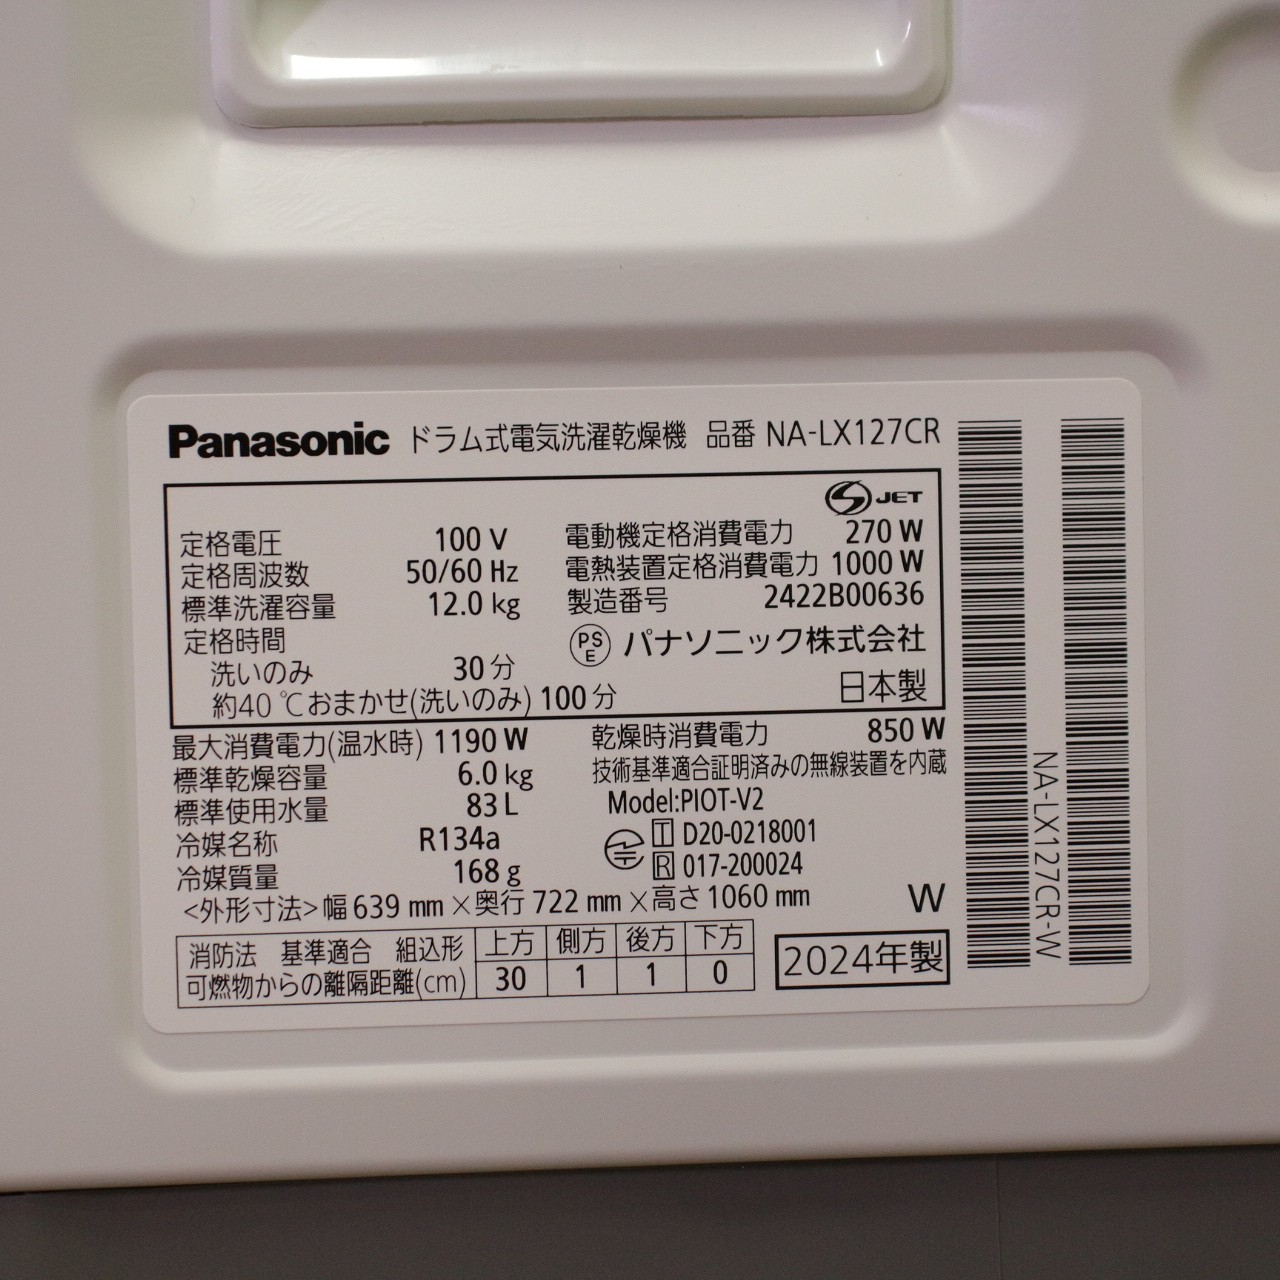 Panasonic ドラム式電気洗濯乾燥機 品番 NA-LX127CR
JET
定格電圧 100 V 電動機定格消費電力 270 W
定格周波数 50/60 Hz 電熱装置定格消費電力 1000 W
標準洗濯容量 12.0 kg 製造番号 2422B00636
定格時間 PSE パナソニック株式会社
洗いのみ 30 分
約40 ℃おまかせ(洗いのみ) 100 分 日本製
最大消費電力(温水時) 1190 W 乾燥時消費電力 850 W
標準乾燥容量 6.0 kg 技術基準適合証明済みの無線装置を内蔵
標準使用水量 83 L Model:PIOT-V2
冷媒名称 R134a T D20-0218001
冷媒質量 168 g R 017-200024
<外形寸法>幅 639 mm×奥行 722 mm×高さ1060 mm W
消防法 基準適合 組込形 上方 側方 後方 下方
可燃物からの離隔距離(cm) 30 1 1 0
2024年製
NA-LX127CR-W